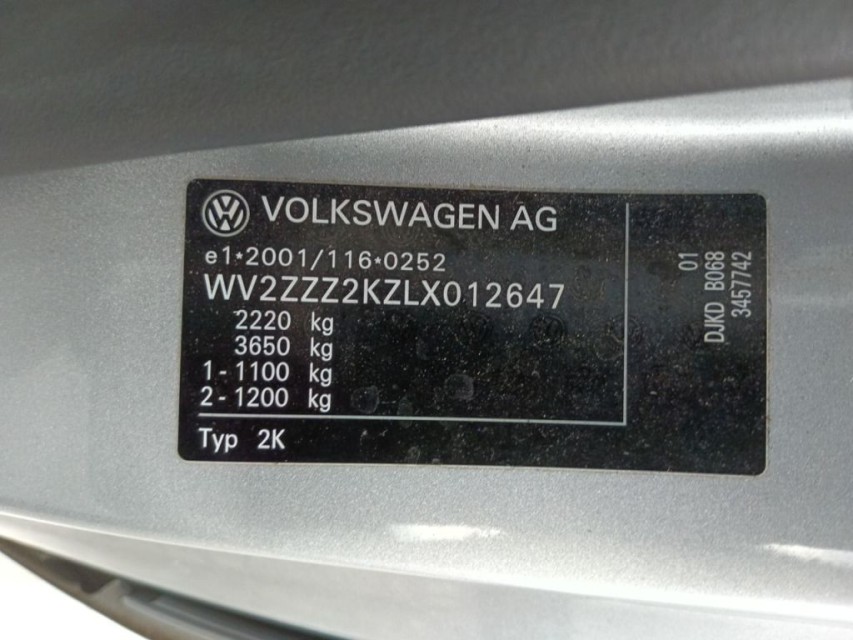 VOLKSWAGEN AG
e1*2001/116*0252
WV2ZZZ2KZLX012647
2220 kg
3650 kg
1-1100 kg
2-1200 kg
Typ 2K
01
DJKD B068
3457742